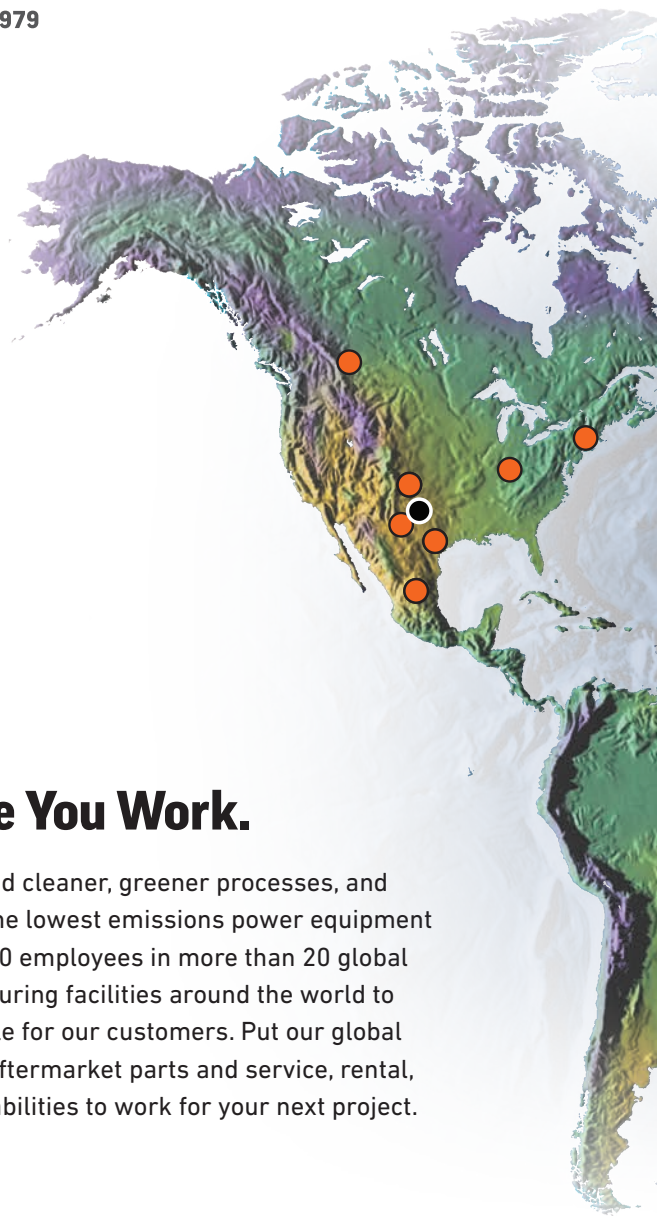 979
e You Work.
d cleaner, greener processes, and
he lowest emissions power equipment
0 employees in more than 20 global
uring facilities around the world to
e for our customers. Put our global
ftermarket parts and service, rental,
abilities to work for your next project.